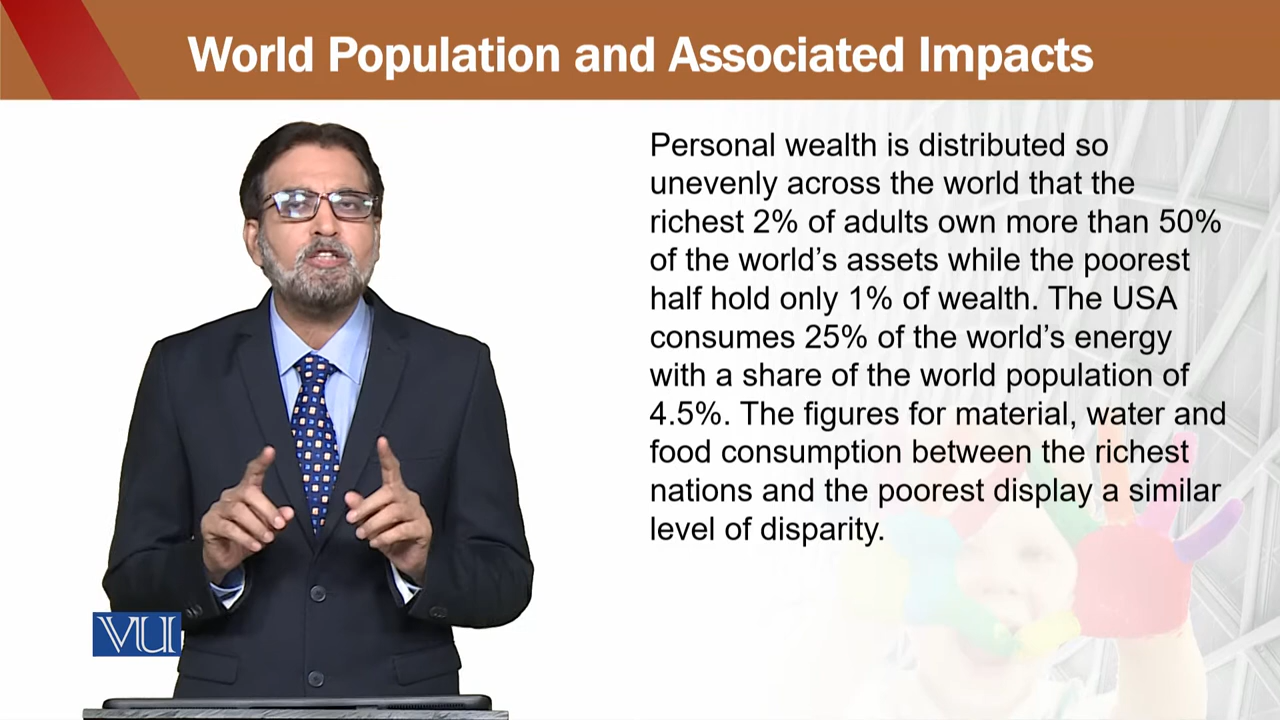 World Population and Associated Impacts
Personal wealth is distributed so
unevenly across the world that the
richest 2% of adults own more than 50%
of the world’s assets while the poorest
half hold only 1% of wealth. The USA
consumes 25% of the world’s energy
with a share of the world population of
4.5%. The figures for material, water and
food consumption between the richest
nations and the poorest display a similar
level of disparity.
VU